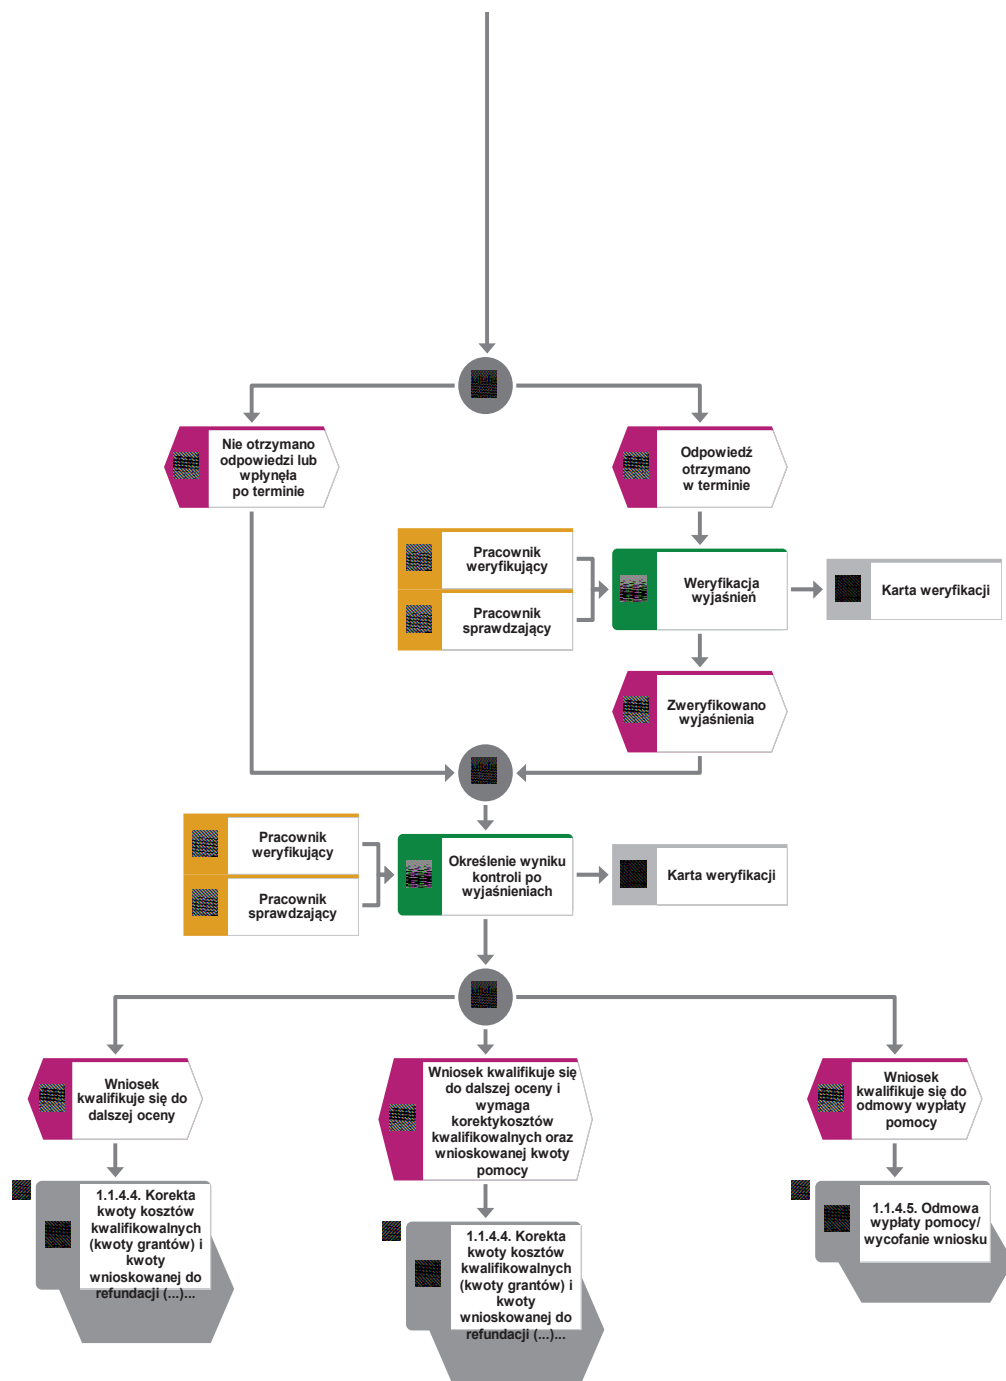 Nie otrzymano
odpowiedzi lub
wpłynęła
po terminie
Odpowiedź
otrzymano
w terminie
Pracownik
weryfikujący
Pracownik
sprawdzający
Weryfikacja
wyjaśnień
Karta weryfikacji
Zweryfikowano
wyjaśnienia
Pracownik
weryfikujący
Pracownik
sprawdzający
Określenie wyniku
kontroli po
wyjaśnieniach
Karta weryfikacji
Wniosek
kwalifikuje się do
dalszej oceny
Wniosek kwalifikuje się
do dalszej oceny i
wymaga
korektykosztów
kwalifikowalnych oraz
wnioskowanej kwoty
pomocy
Wniosek
kwalifikuje się do
odmowy wypłaty
pomocy
1.1.4.4. Korekta
kwoty kosztów
kwalifikowalnych
(kwoty grantów) i
kwoty
wnioskowanej do
refundacji (...)...
1.1.4.4. Korekta
kwoty kosztów
kwalifikowalnych
(kwoty grantów) i
kwoty
wnioskowanej do
refundacji (...)...
1.1.4.5. Odmowa
wypłaty pomocy/
wycofanie wniosku